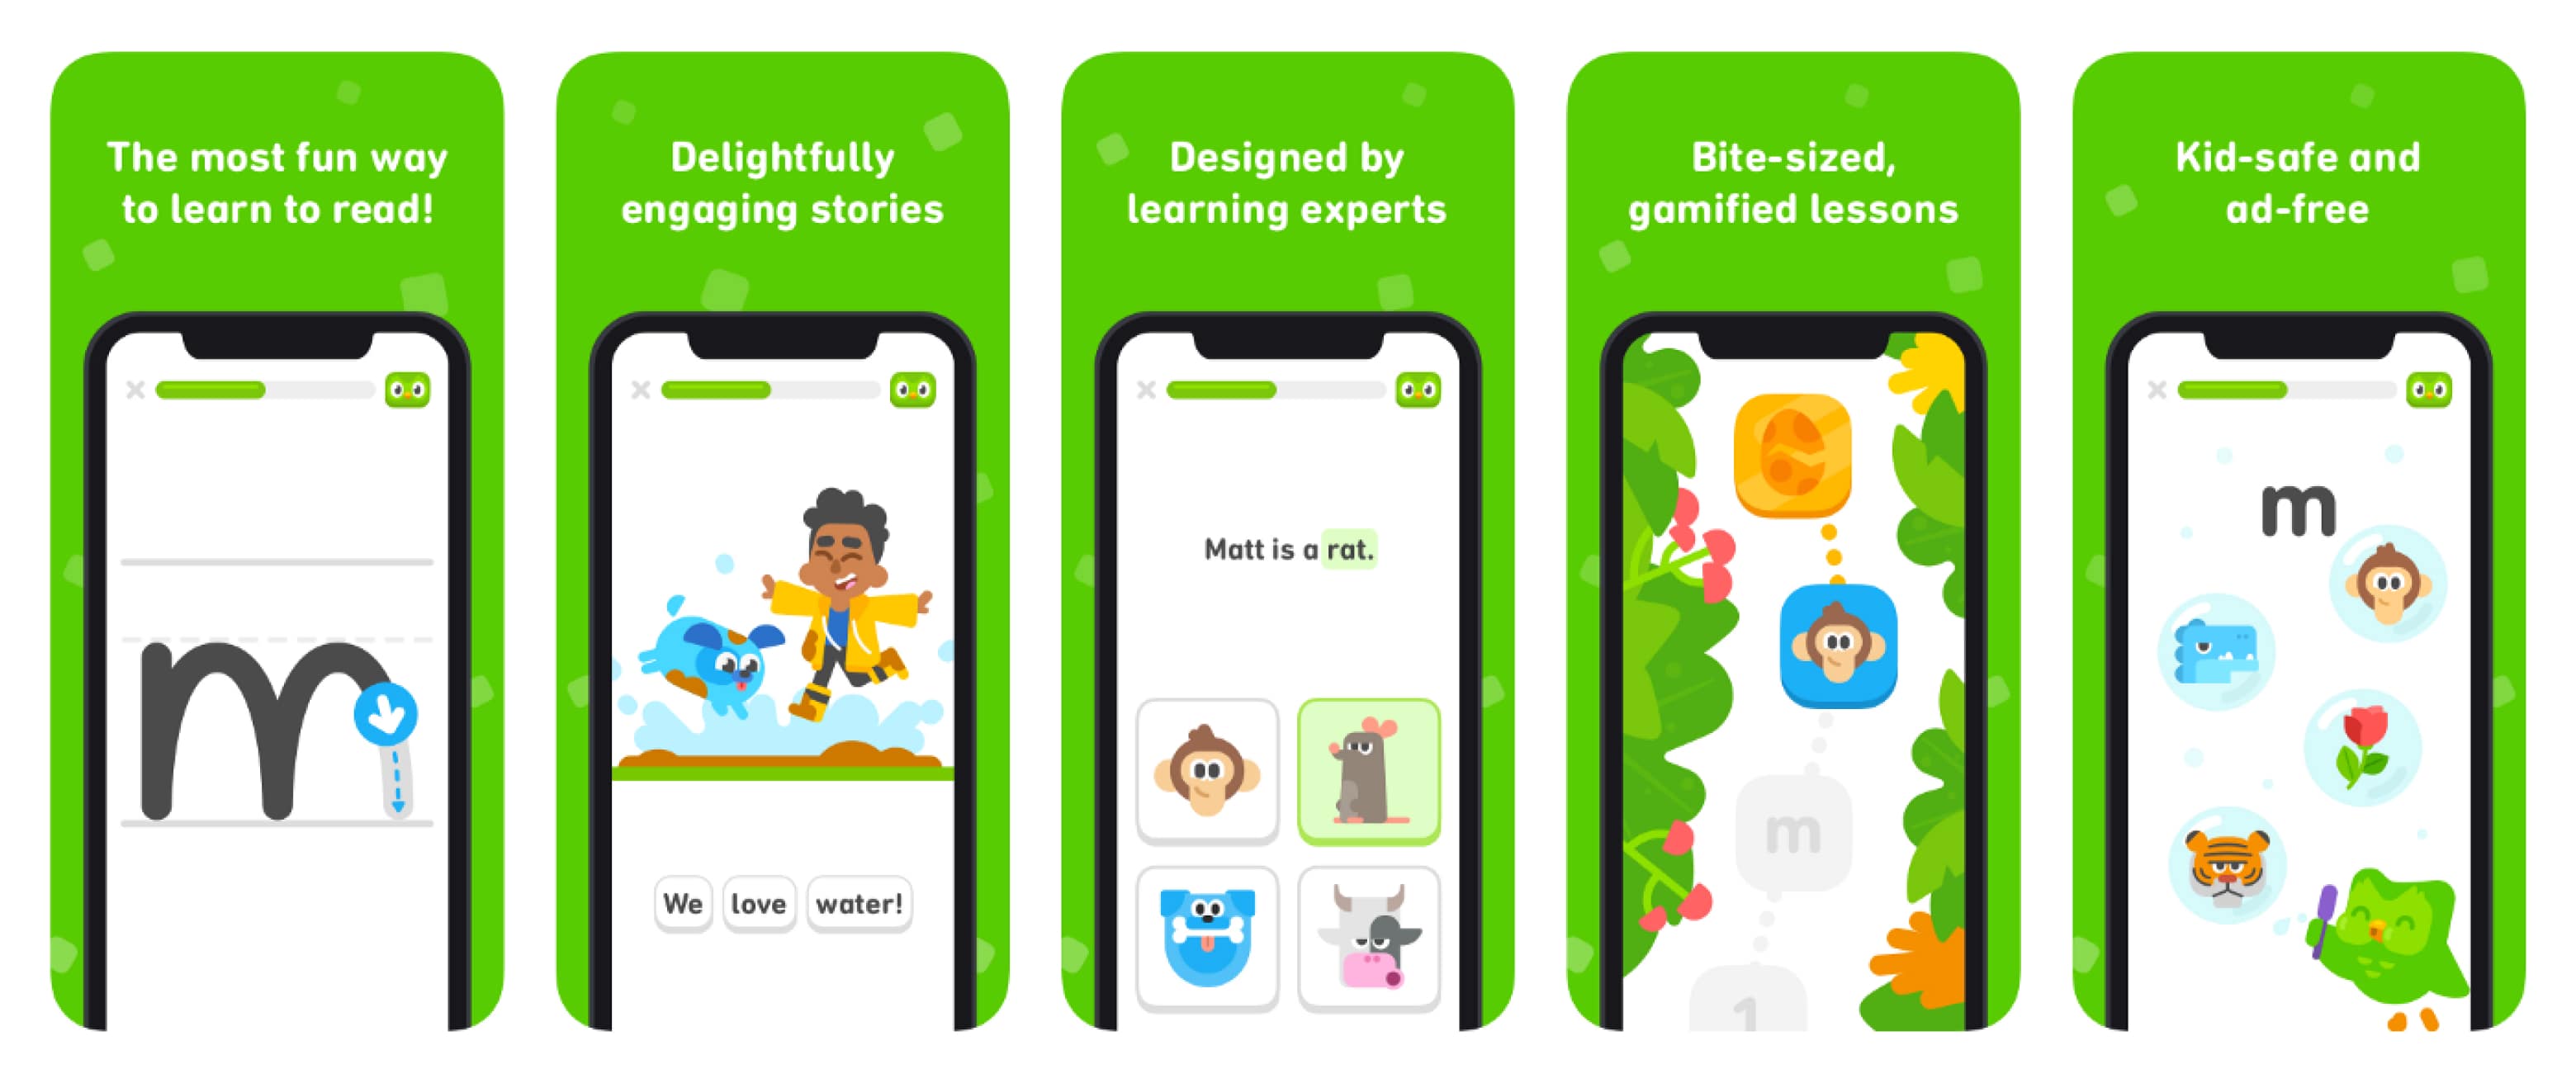 The most fun way
to learn to read!
m
Delightfully
engaging stories
We love water!
Designed by
learning experts
Matt is a rat.
Bite-sized,
gamified lessons
m
1
Kid-safe and
ad-free
m